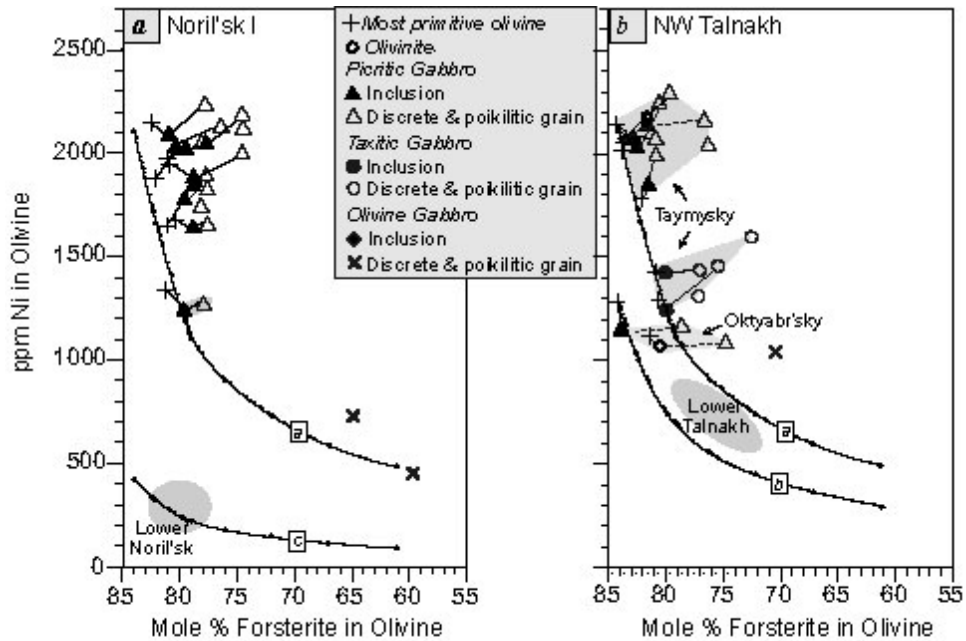 a Noril'sk I
2500
2000
1500
1000
500
0
ppm Ni in Olivine
85 80 75 70 65 60 55
Mole % Forsterite in Olivine
Lower
Noril'sk
a
c
Most primitive olivine
Olivinite
Picritic Gabbro
Inclusion
Discrete & poikilitic grain
Taxitic Gabbro
Inclusion
Discrete & poikilitic grain
Olivine Gabbro
Inclusion
Discrete & poikilitic grain
b NW Talnakh
Taymysky
Oktyabr'sky
Lower
Talnakh
a
b
85 80 75 70 65 60 55
Mole % Forsterite in Olivine